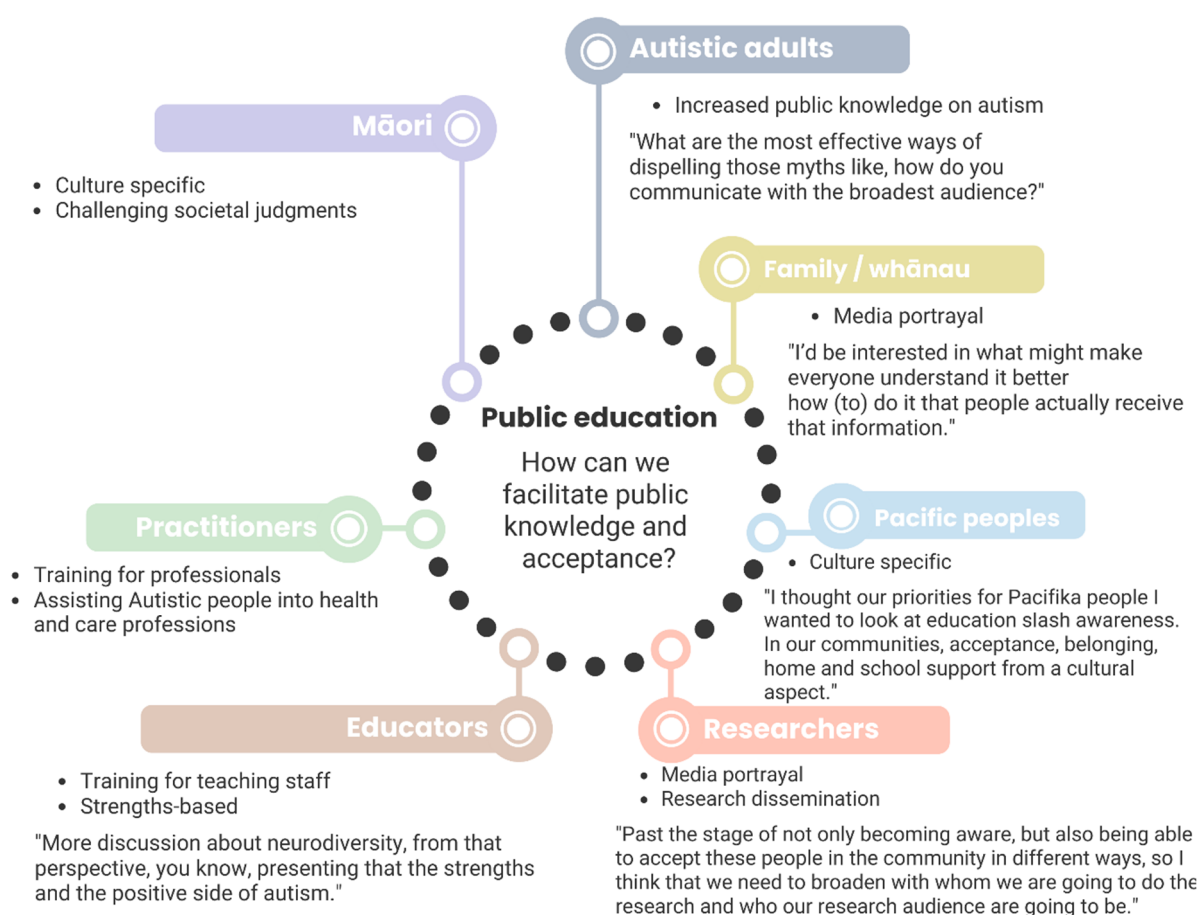 Autistic adults
• Increased public knowledge on autism
"What are the most effective ways of
dispelling those myths like, how do you
communicate with the broadest audience?"
Māori
• Culture specific
• Challenging societal judgments
Family / whānau
• Media portrayal
"I'd be interested in what might make
everyone understand it better
how (to) do it that people actually receive
that information."
Public education
How can we
facilitate public
knowledge and
acceptance?
Practitioners
• Training for professionals
• Assisting Autistic people into health
and care professions
Pacific peoples
• Culture specific
"I thought our priorities for Pacifika people I
wanted to look at education slash awareness.
In our communities, acceptance, belonging,
home and school support from a cultural
aspect."
Educators
• Training for teaching staff
• Strengths-based
"More discussion about neurodiversity, from that
perspective, you know, presenting that the strengths
and the positive side of autism."
Researchers
• Media portrayal
• Research dissemination
"Past the stage of not only becoming aware, but also being able
to accept these people in the community in different ways, so I
think that we need to broaden with whom we are going to do the
research and who our research audience are going to be."